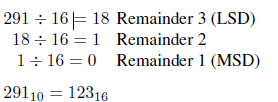 291 ÷ 16 = 18 Remainder 3 (LSD)
18 ÷ 16 = 1 Remainder 2
1 ÷ 16 = 0 Remainder 1 (MSD)
291₁₀ = 123₁₆